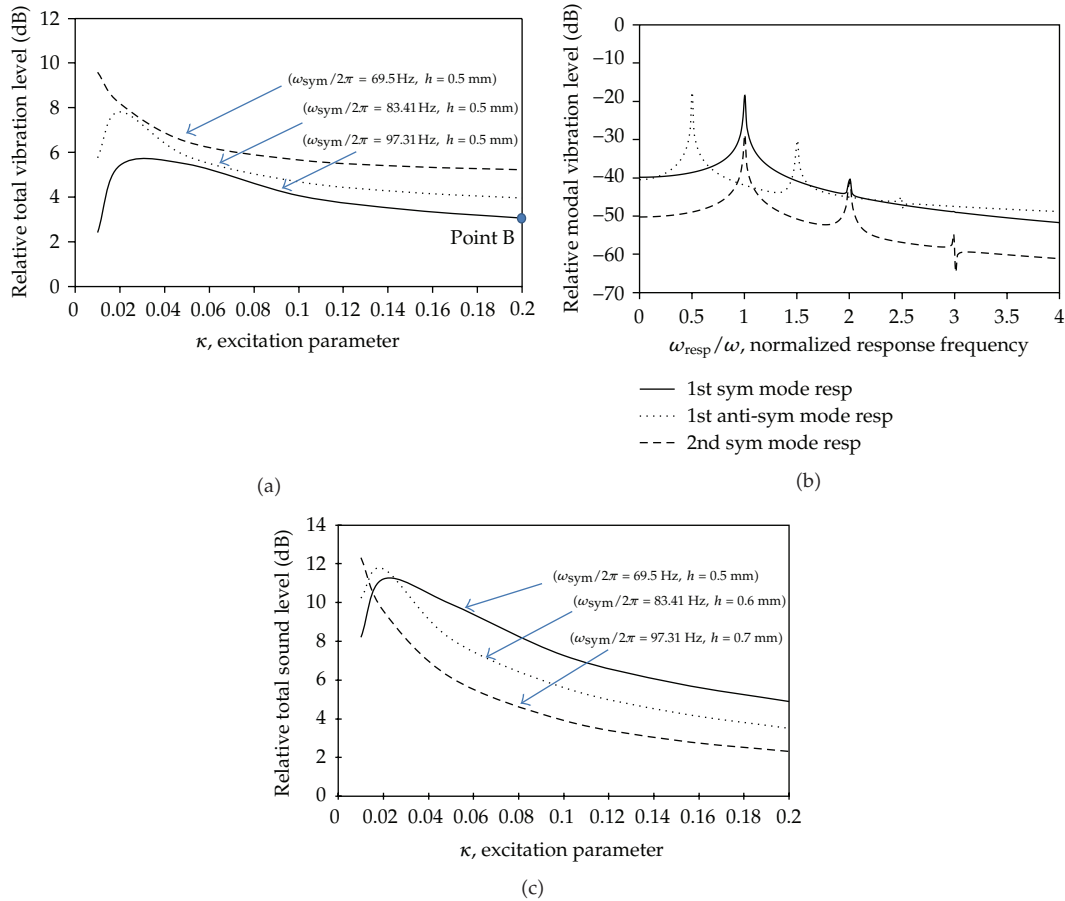 Relative total vibration level (dB)
12
10
8
6
4
2
0
(ωsym/2π = 69.5 Hz, h = 0.5 mm)
(ωsym/2π = 83.41 Hz, h = 0.5 mm)
(ωsym/2π = 97.31 Hz, h = 0.5 mm)
Point B
0 0.02 0.04 0.06 0.08 0.1 0.12 0.14 0.16 0.18 0.2
κ, excitation parameter
(a)
Relative modal vibration level (dB)
0
−10
−20
−30
−40
−50
−60
−70
0 0.5 1 1.5 2 2.5 3 3.5 4
ωresp/ω, normalized response frequency
1st sym mode resp
1st anti-sym mode resp
2nd sym mode resp
(b)
Relative total sound level (dB)
14
12
10
8
6
4
2
0
(ωsym/2π = 69.5 Hz, h = 0.5 mm)
(ωsym/2π = 83.41 Hz, h = 0.6 mm)
(ωsym/2π = 97.31 Hz, h = 0.7 mm)
0 0.02 0.04 0.06 0.08 0.1 0.12 0.14 0.16 0.18 0.2
κ, excitation parameter
(c)